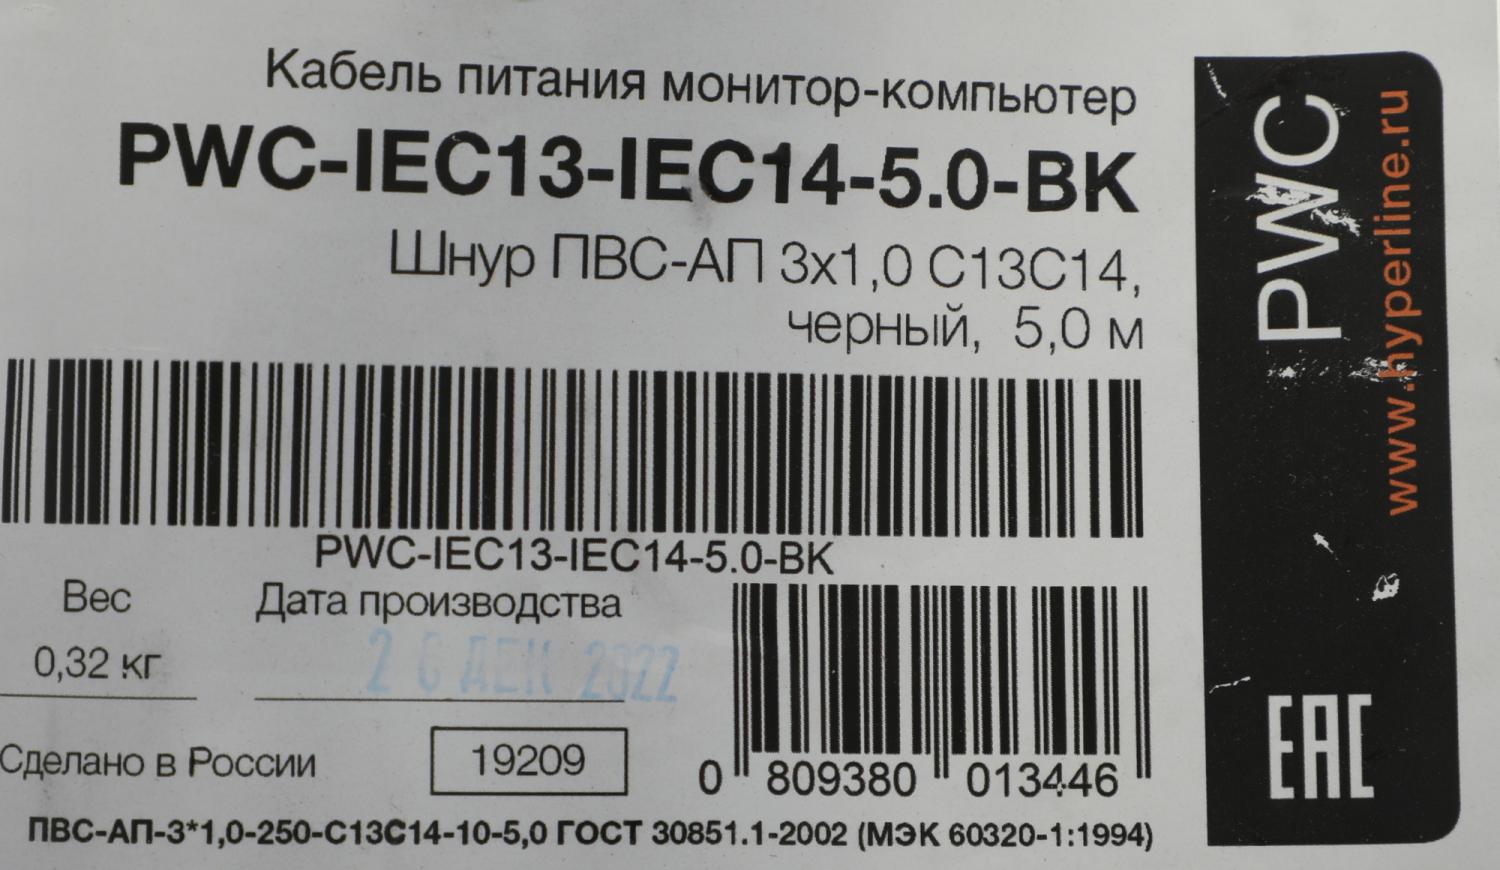 Кабель питания монитор-компьютер
PWC-IEC13-IEC14-5.0-BK
Шнур ПВС-АП 3х1,0 С13С14,
черный, 5,0 м
PWC-IEC13-IEC14-5.0-BK
Вес
Дата производства
0,32 кг
26 ДЕК 2022
Сделано в России
19209
0 809380 013446
ПВС-АП-3*1,0-250-С13С14-10-5,0 ГОСТ 30851.1-2002 (МЭК 60320-1:1994)
PWC
www.hyperline.ru
EAC